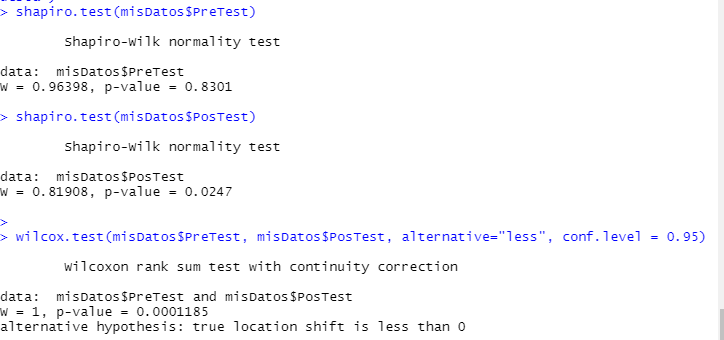 > shapiro.test(misDatos$PreTest)
Shapiro-Wilk normality test
data:  misDatos$PreTest
W = 0.96398, p-value = 0.8301
> shapiro.test(misDatos$PosTest)
Shapiro-Wilk normality test
data:  misDatos$PosTest
W = 0.81908, p-value = 0.0247
>
> wilcox.test(misDatos$PreTest, misDatos$PosTest, alternative="less", conf.level = 0.95)
Wilcoxon rank sum test with continuity correction
data:  misDatos$PreTest and misDatos$PosTest
W = 1, p-value = 0.0001185
alternative hypothesis: true location shift is less than 0